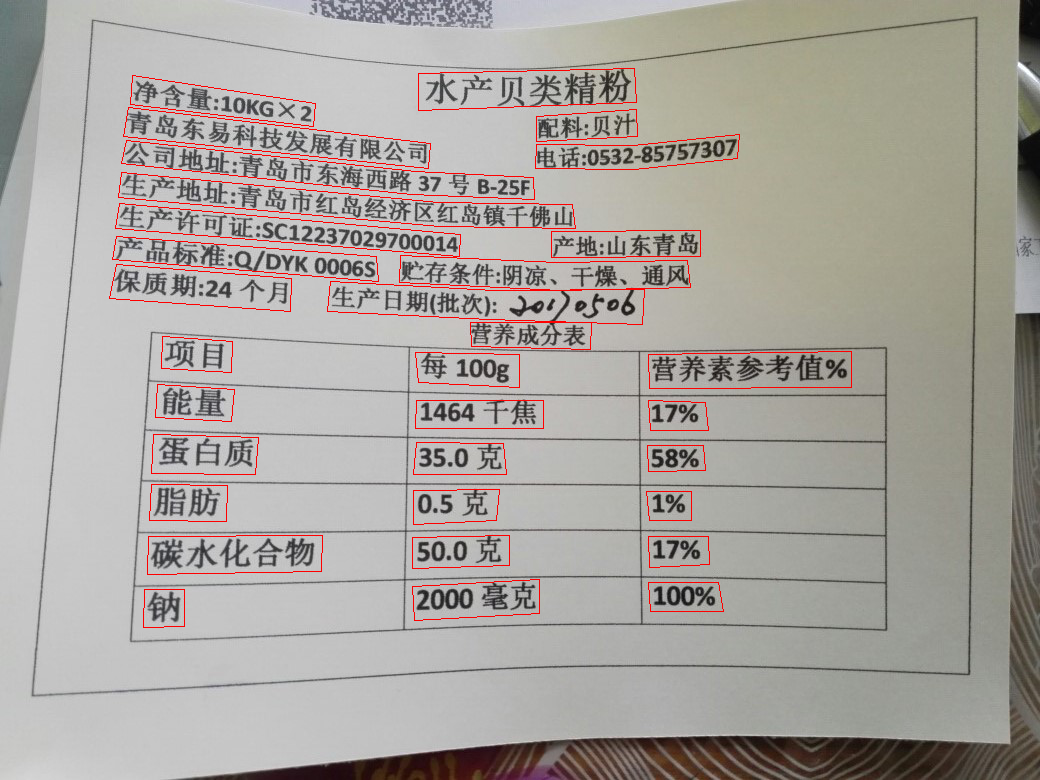 水产贝类精粉
净含量:10KG×2
配料:贝汁
青岛东易科技发展有限公司
电话:0532-85757307
公司地址:青岛市东海西路 37 号 B-25F
生产地址:青岛市红岛经济区红岛镇千佛山
生产许可证:SC12237029700014
产地:山东青岛
产品标准:Q/DYK 0006S
贮存条件:阴凉、干燥、通风
保质期:24 个月
生产日期(批次): 20170506
营养成分表
项目 每 100g 营养素参考值%
能量 1464 千焦 17%
蛋白质 35.0 克 58%
脂肪 0.5 克 1%
碳水化合物 50.0 克 17%
钠 2000 毫克 100%